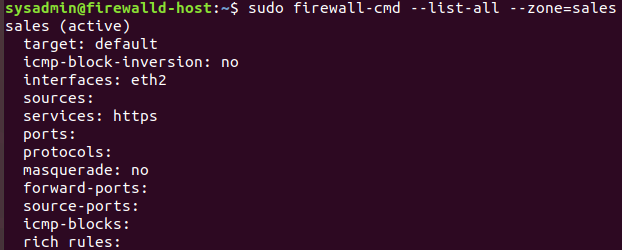 sysadmin@firewalld-host:~$ sudo firewall-cmd --list-all --zone=sales
sales (active)
  target: default
  icmp-block-inversion: no
  interfaces: eth2
  sources:
  services: https
  ports:
  protocols:
  masquerade: no
  forward-ports:
  source-ports:
  icmp-blocks:
  rich rules: